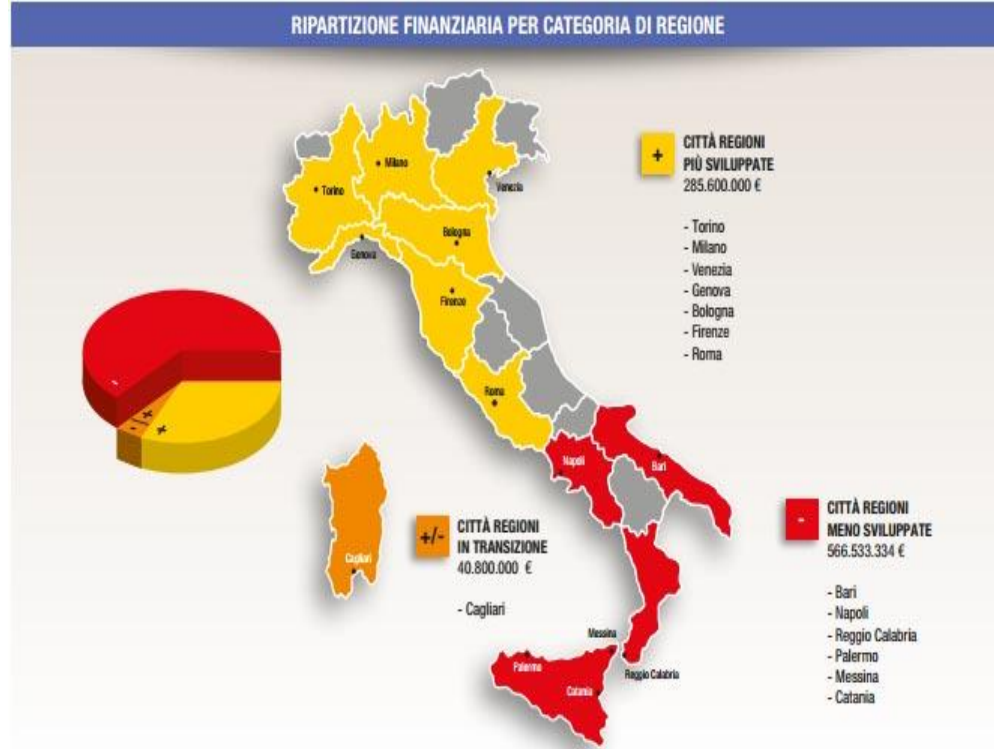 RIPARTIZIONE FINANZIARIA PER CATEGORIA DI REGIONE
Torino
Milano
Venezia
Genova
Bologna
Firenze
Roma
Napoli
Bari
Cagliari
Messina
Palermo
Catania
Reggio Calabria
-
- / +
+
+
CITTÀ REGIONI
PIÙ SVILUPPATE
285.600.000 €
- Torino
- Milano
- Venezia
- Genova
- Bologna
- Firenze
- Roma
+/-
CITTÀ REGIONI
IN TRANSIZIONE
40.800.000 €
- Cagliari
-
CITTÀ REGIONI
MENO SVILUPPATE
566.533.334 €
- Bari
- Napoli
- Reggio Calabria
- Palermo
- Messina
- Catania